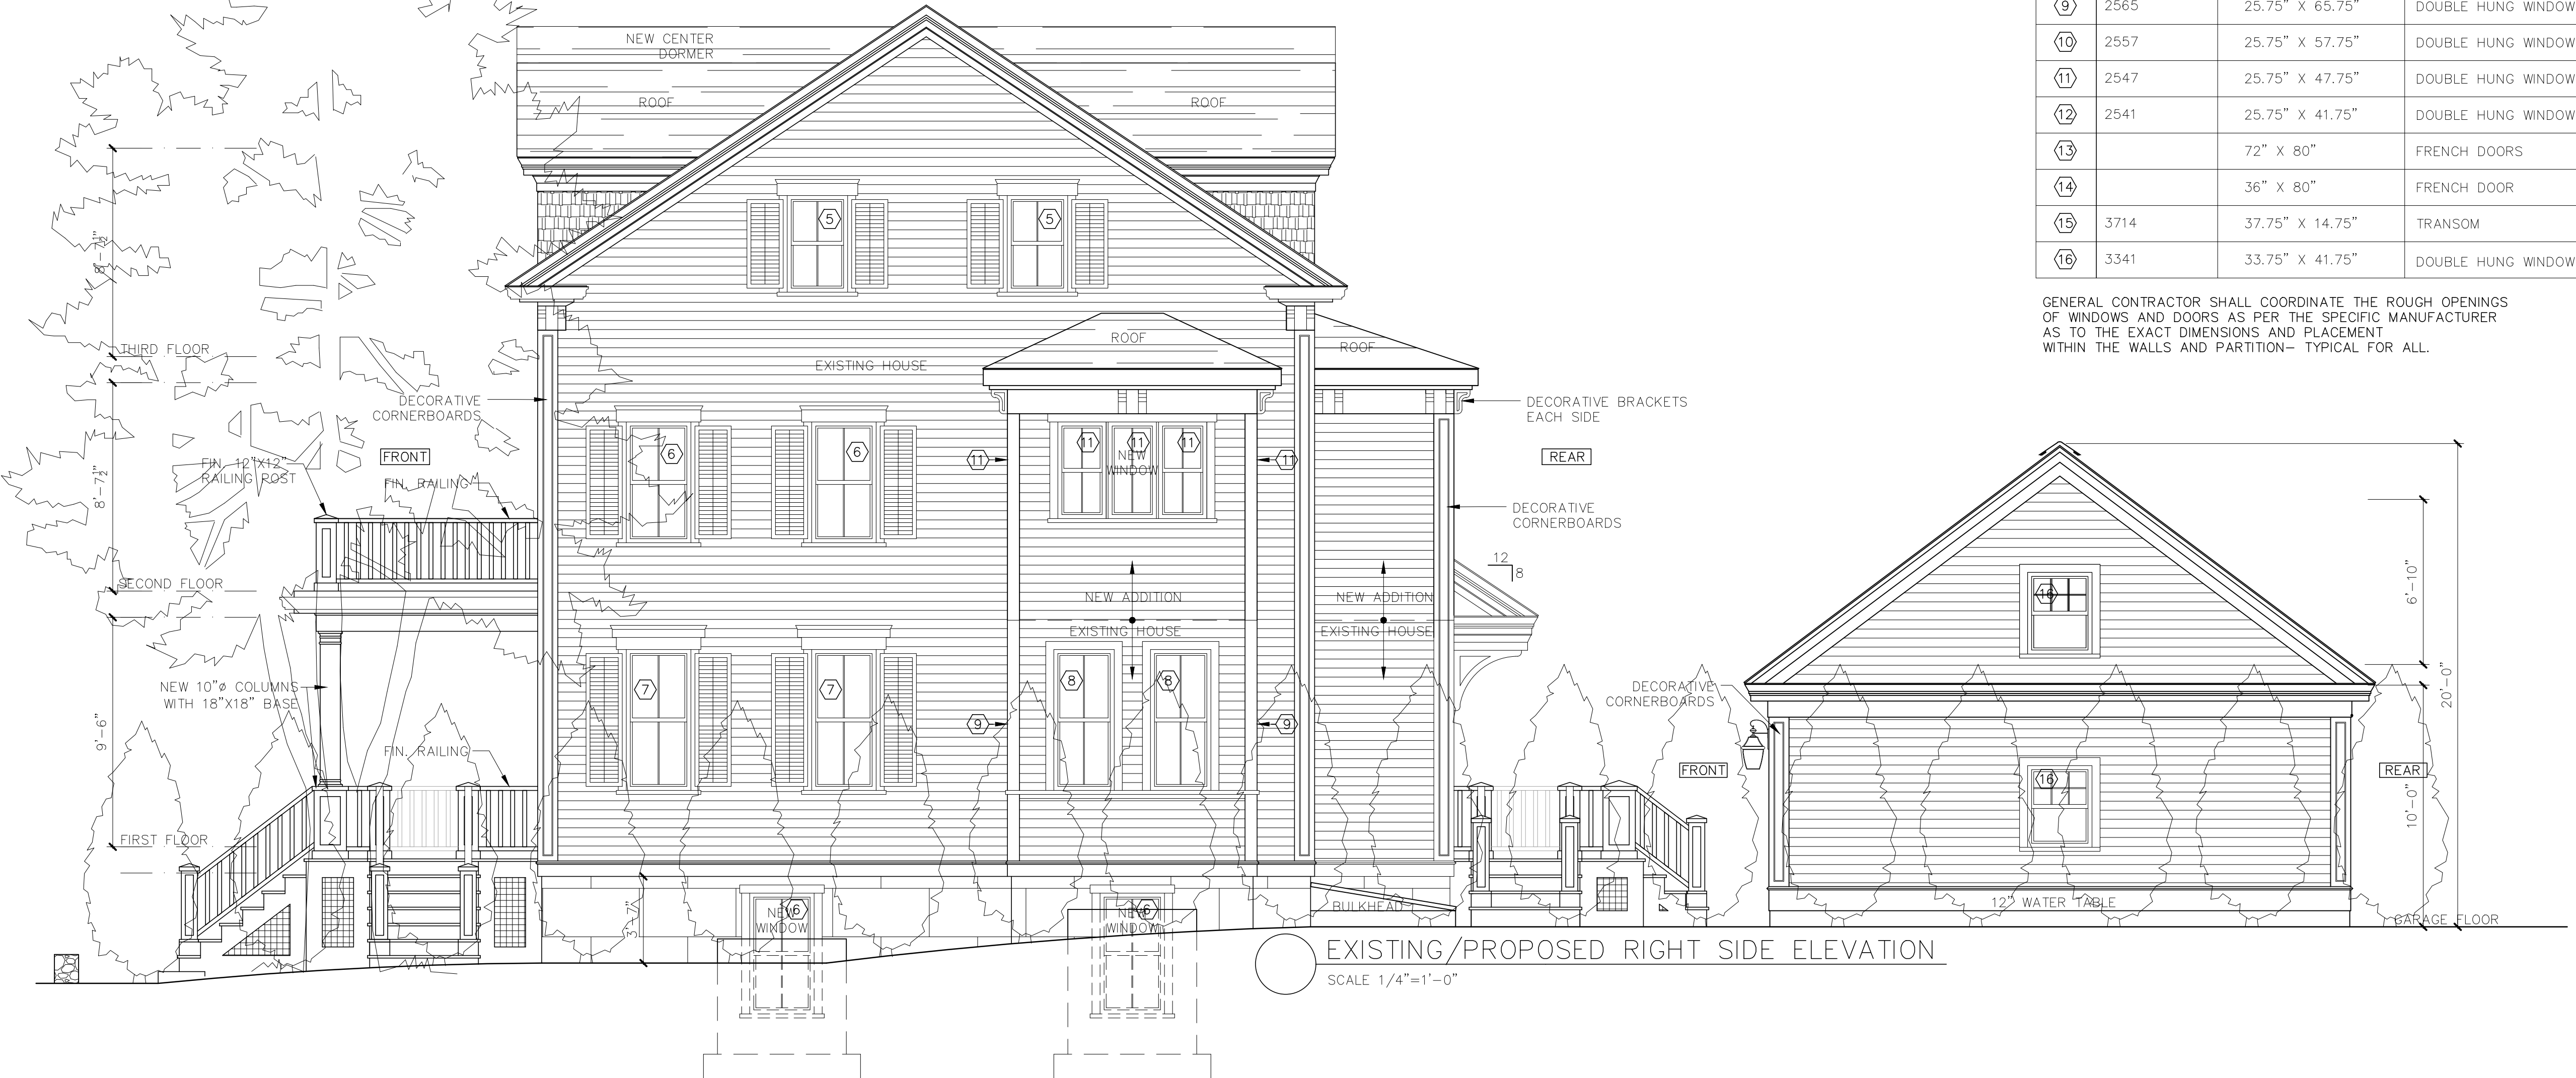 NEW CENTER
DORMER
ROOF
ROOF
5
5
8'-7½"
THIRD FLOOR
EXISTING HOUSE
ROOF
ROOF
DECORATIVE
CORNERBOARDS
DECORATIVE BRACKETS
EACH SIDE
FRONT
REAR
FIN. 12"X12"
RAILING POST
FIN. RAILING
8'-7½"
6
6
11
11
11
NEW
WINDOW
11
11
DECORATIVE
CORNERBOARDS
12
8
SECOND FLOOR
NEW ADDITION
EXISTING HOUSE
NEW ADDITION
EXISTING HOUSE
NEW 10"Ø COLUMNS
WITH 18"X18" BASE
9'-6"
7
7
8
8
9
9
FIN. RAILING
FIRST FLOOR
3'-7"
NEW
WINDOW
6
NEW
WINDOW
6
BULKHEAD
EXISTING/PROPOSED RIGHT SIDE ELEVATION
SCALE 1/4"=1'-0"
9 2565 25.75" X 65.75" DOUBLE HUNG WINDOW
10 2557 25.75" X 57.75" DOUBLE HUNG WINDOW
11 2547 25.75" X 47.75" DOUBLE HUNG WINDOW
12 2541 25.75" X 41.75" DOUBLE HUNG WINDOW
13 72" X 80" FRENCH DOORS
14 36" X 80" FRENCH DOOR
15 3714 37.75" X 14.75" TRANSOM
16 3341 33.75" X 41.75" DOUBLE HUNG WINDOW
GENERAL CONTRACTOR SHALL COORDINATE THE ROUGH OPENINGS
OF WINDOWS AND DOORS AS PER THE SPECIFIC MANUFACTURER
AS TO THE EXACT DIMENSIONS AND PLACEMENT
WITHIN THE WALLS AND PARTITION– TYPICAL FOR ALL.
16
6'-10"
20'-0"
DECORATIVE
CORNERBOARDS
FRONT
16
REAR
10'-0"
12" WATER TABLE
GARAGE FLOOR